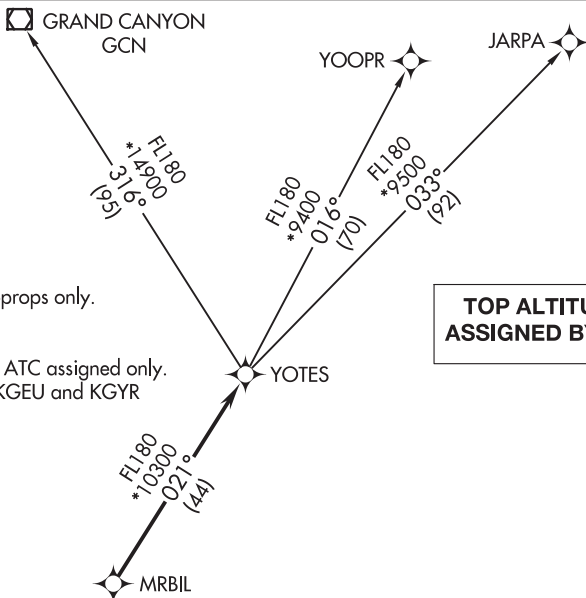 GRAND CANYON
GCN
YOOPR
JARPA
FL180
*14900
316°
(95)
FL180
*9400
016°
(70)
FL180
*9500
033°
(92)
props only.
TOP
ASSIGNED
ATC assigned only.
KGEU and KGYR
YOTES
FL180
*10300
021°
(44)
MRBIL